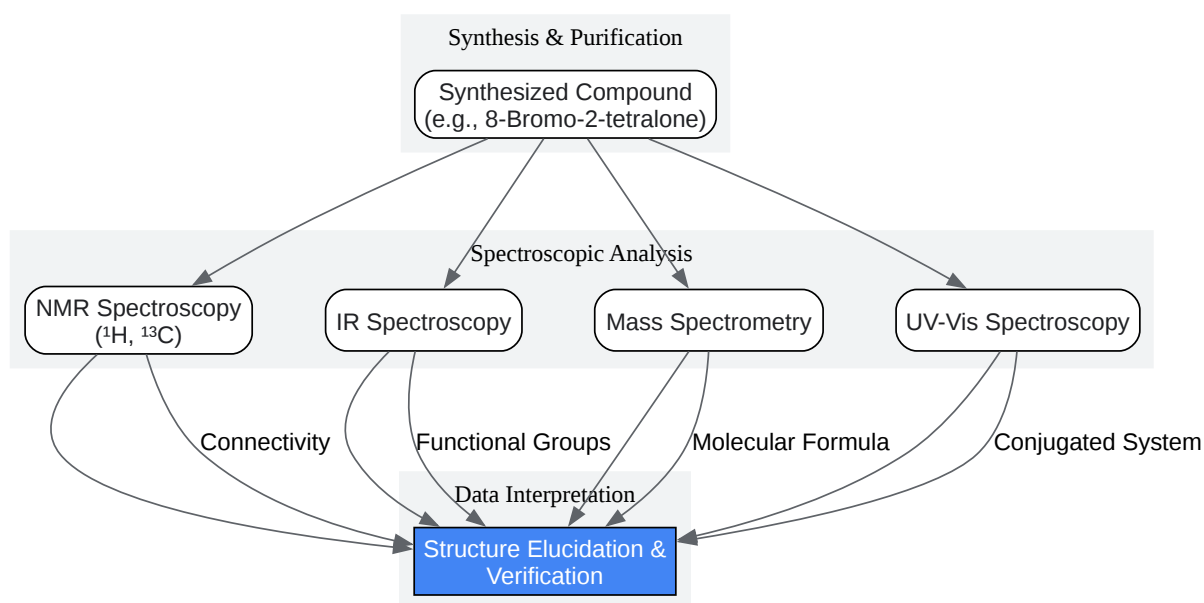 Synthesis & Purification
Synthesized Compound
(e.g., 8-Bromo-2-tetralone)
Spectroscopic Analysis
NMR Spectroscopy
(¹H, ¹³C)
IR Spectroscopy
Mass Spectrometry
UV-Vis Spectroscopy
Connectivity
Functional Groups
Molecular Formula
Conjugated System
Data Interpretation
Structure Elucidation &
Verification